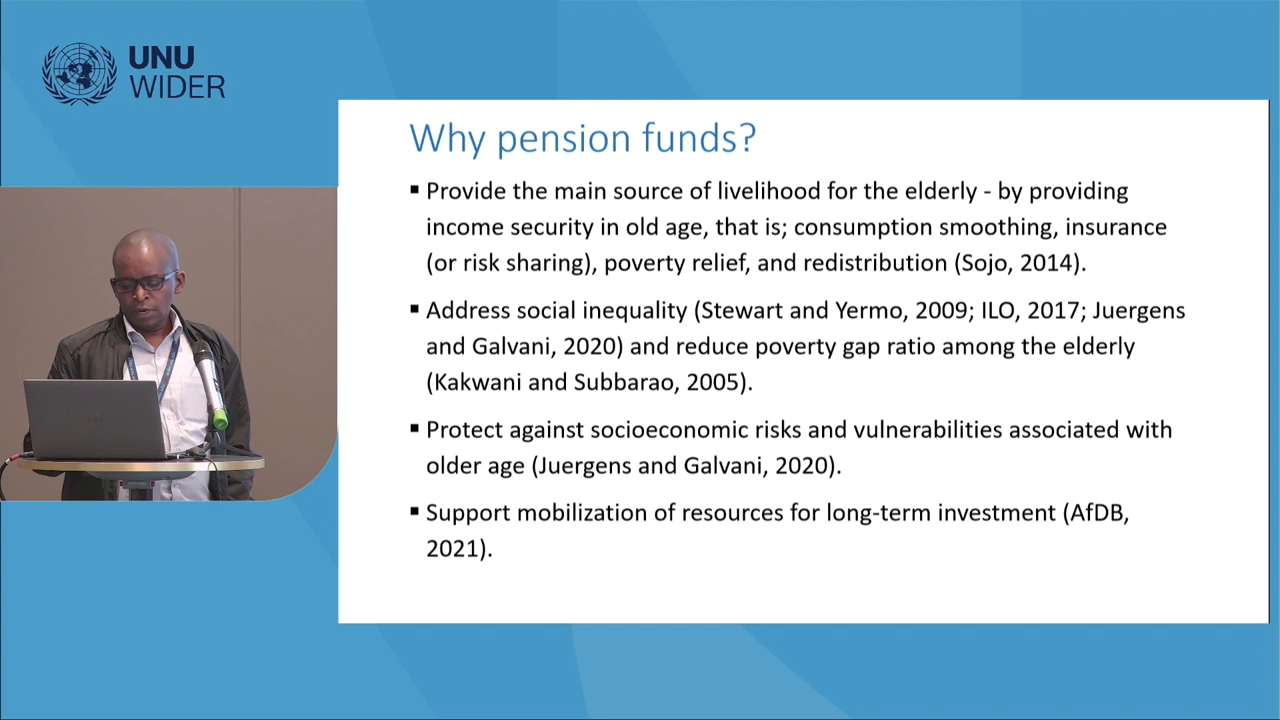 UNU
WIDER
Why pension funds?
▪ Provide the main source of livelihood for the elderly - by providing
income security in old age, that is; consumption smoothing, insurance
(or risk sharing), poverty relief, and redistribution (Sojo, 2014).
▪ Address social inequality (Stewart and Yermo, 2009; ILO, 2017; Juergens
and Galvani, 2020) and reduce poverty gap ratio among the elderly
(Kakwani and Subbarao, 2005).
▪ Protect against socioeconomic risks and vulnerabilities associated with
older age (Juergens and Galvani, 2020).
▪ Support mobilization of resources for long-term investment (AfDB,
2021).